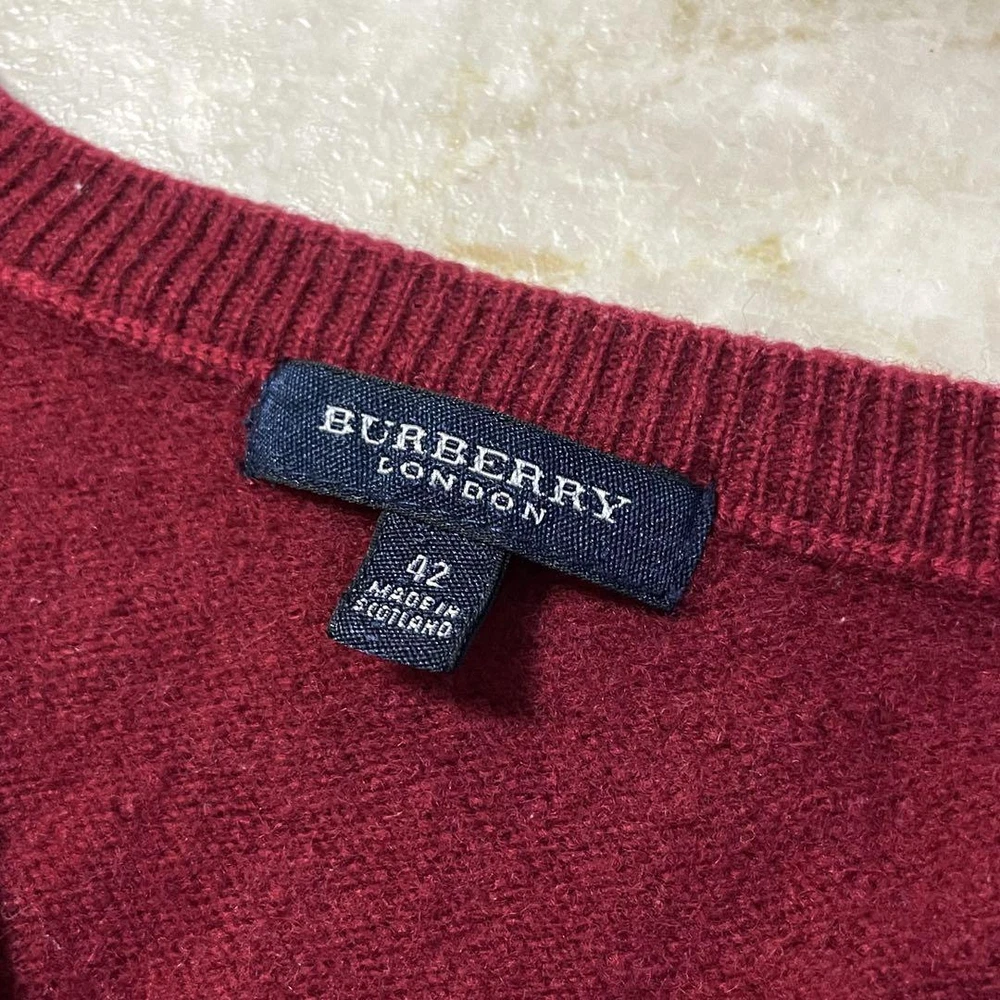 BURBERRY
LONDON
42
MADE IN
SCOTLAND